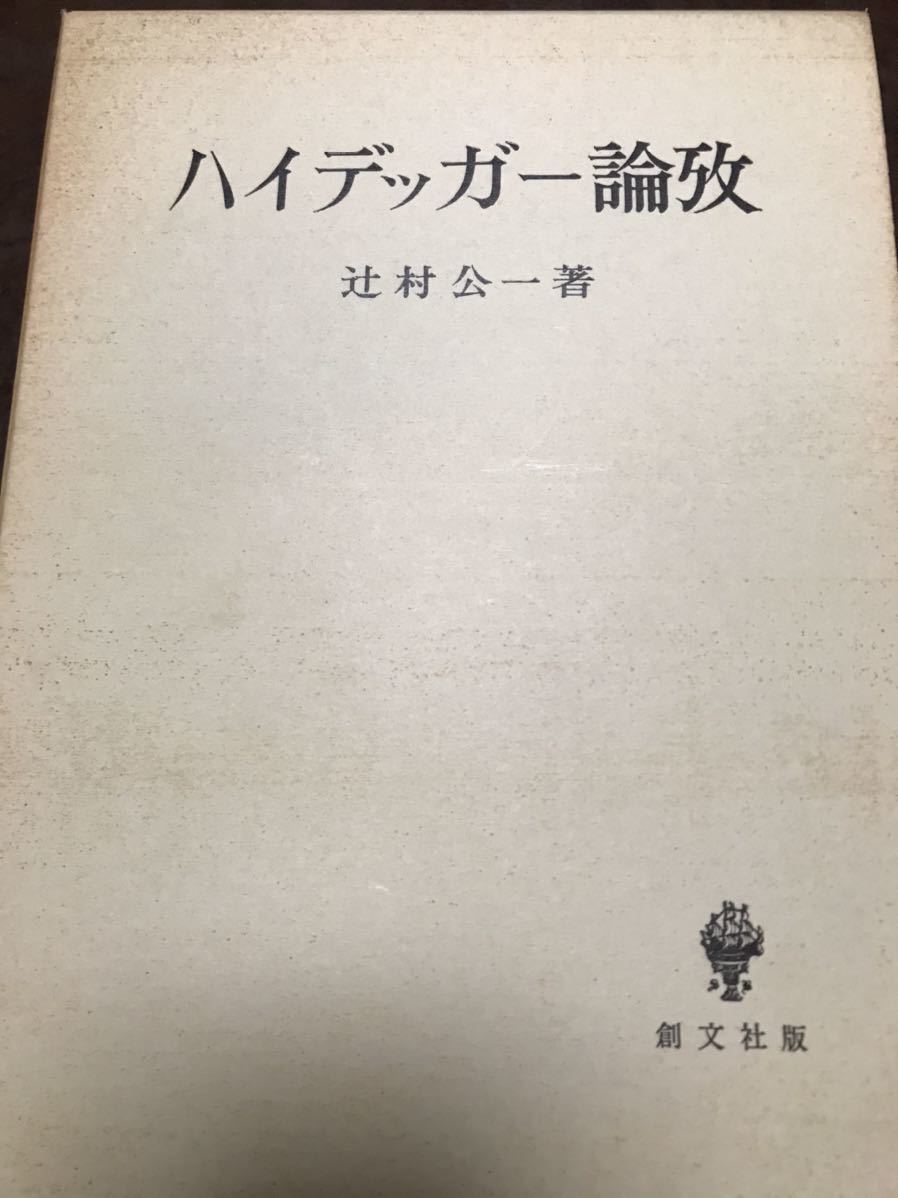 ハイデッガー論攷
辻村公一著
創文社版